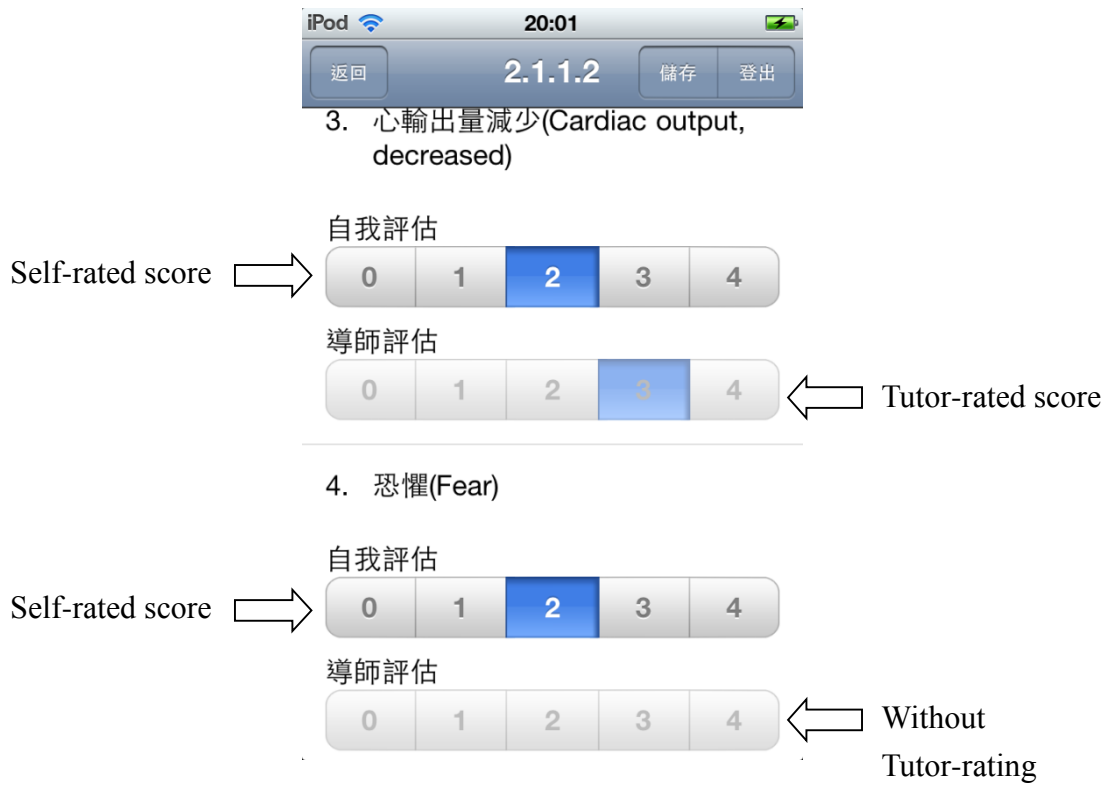 iPod 20:01
返回 2.1.1.2 儲存 登出
3. 心輸出量減少(Cardiac output,
decreased)
自我評估
Self-rated score
0 1 2 3 4
導師評估
0 1 2 3 4
Tutor-rated score
4. 恐懼(Fear)
自我評估
Self-rated score
0 1 2 3 4
導師評估
0 1 2 3 4
Without
Tutor-rating